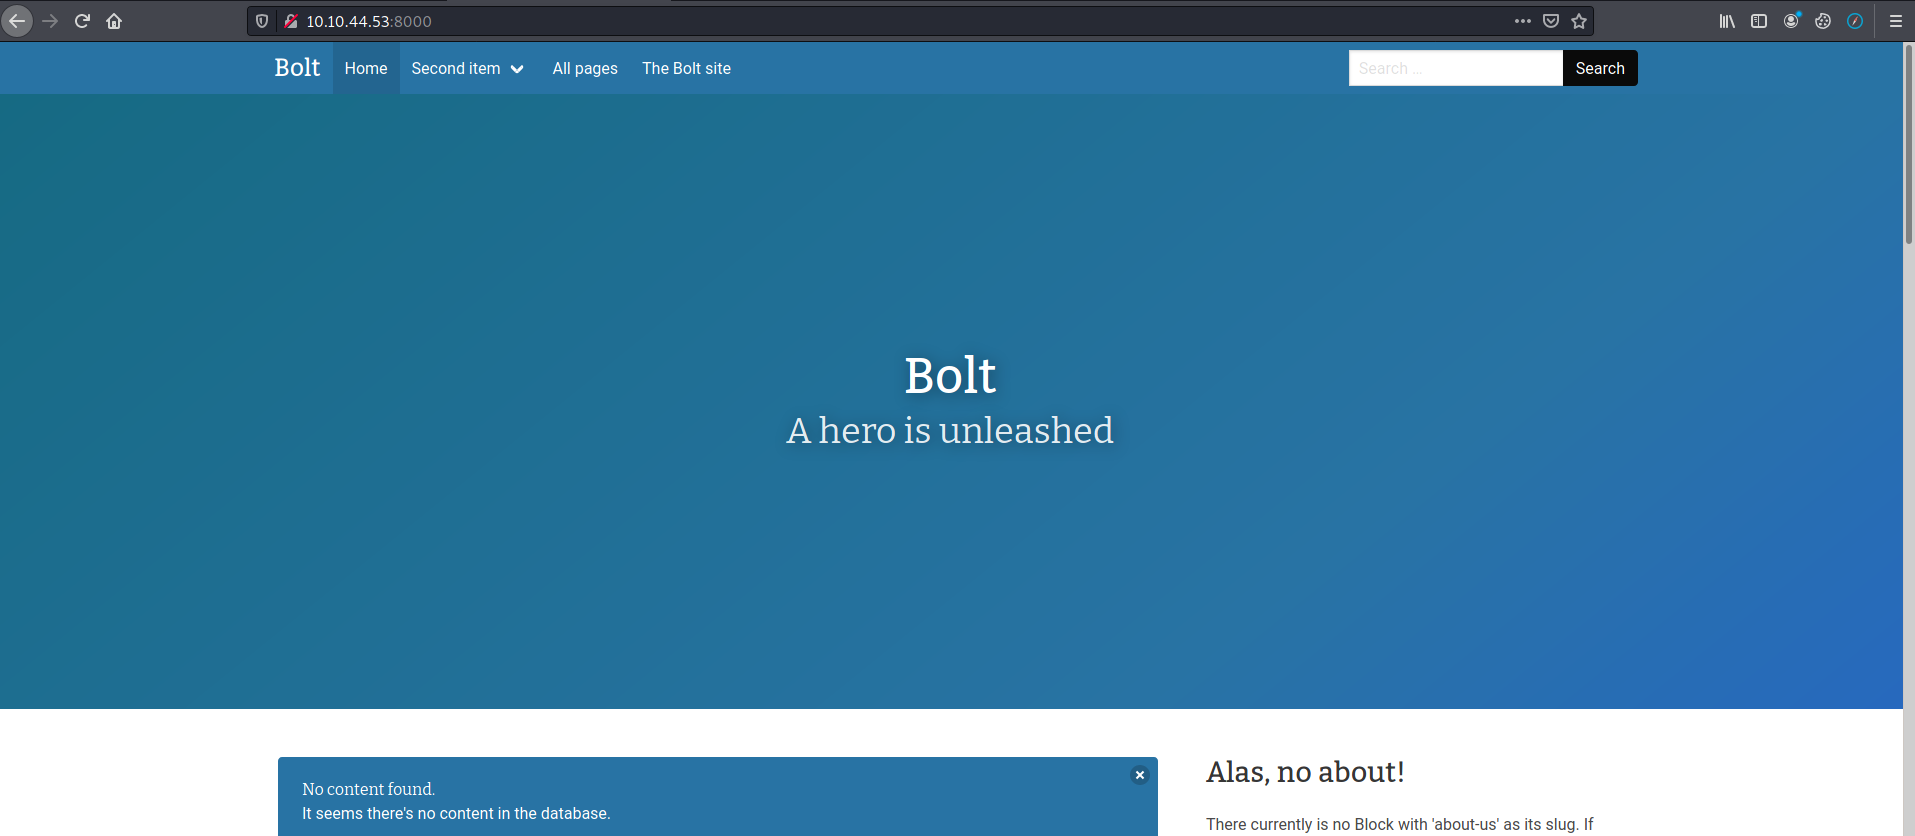 10.10.44.53:8000
Bolt Home Second item All pages The Bolt site Search ... Search
Bolt
A hero is unleashed
No content found.
It seems there's no content in the database.
Alas, no about!
There currently is no Block with 'about-us' as its slug. If